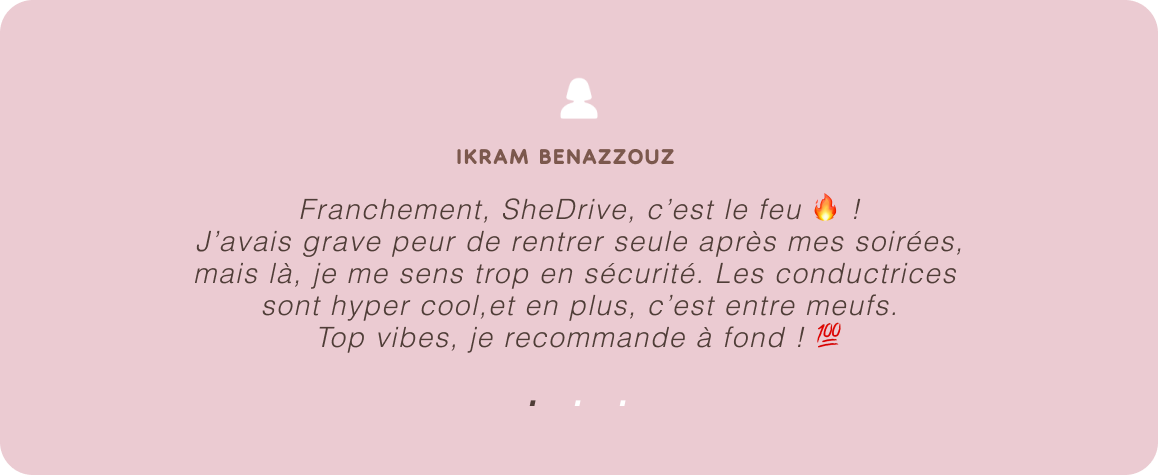 IKRAM BENAZZOUZ
Franchement, SheDrive, c’est le feu 🔥 !
J’avais grave peur de rentrer seule après mes soirées,
mais là, je me sens trop en sécurité. Les conductrices
sont hyper cool,et en plus, c’est entre meufs.
Top vibes, je recommande à fond ! 💯
. . .